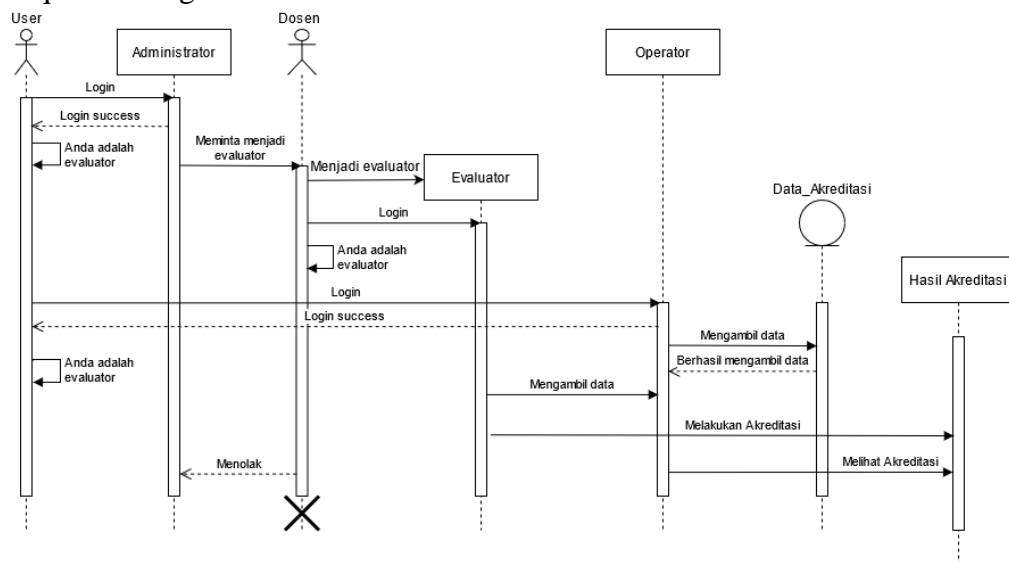 User
Dosen
Administrator
Operator
Login
Login success
Anda adalah
evaluator
Meminta menjadi
evaluator
Menjadi evaluator
Evaluator
Data_Akreditasi
Login
Anda adalah
evaluator
Hasil Akreditasi
Login
Login success
Mengambil data
Berhasil mengambil data
Anda adalah
evaluator
Mengambil data
Melakukan Akreditasi
Menolak
Melihat Akreditasi